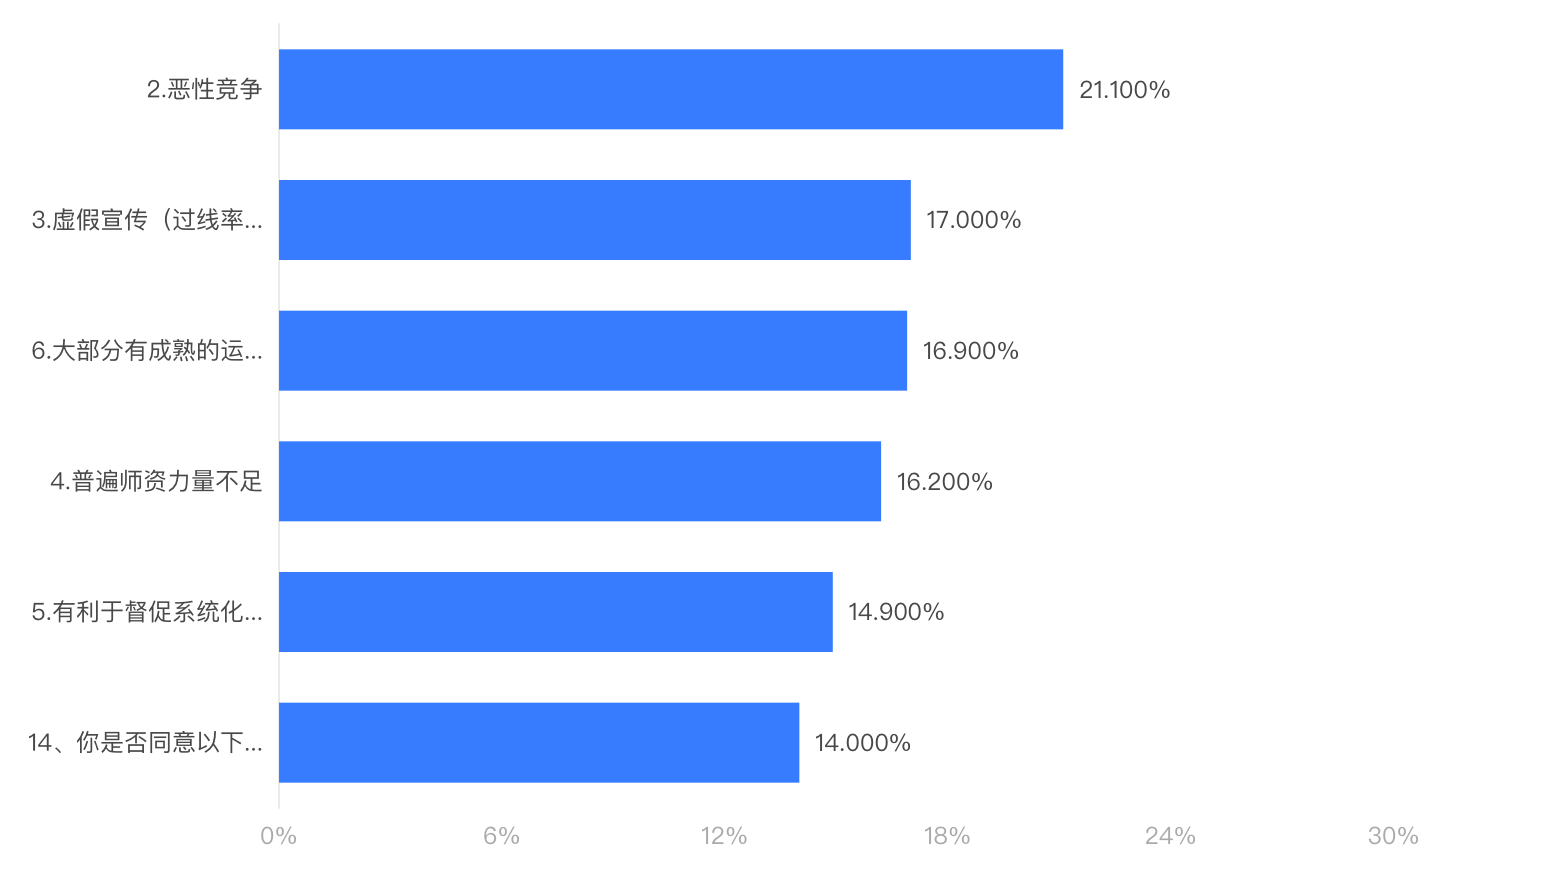 2.恶性竞争 21.100%
3.虚假宣传（过线率... 17.000%
6.大部分有成熟的运... 16.900%
4.普遍师资力量不足 16.200%
5.有利于督促系统化... 14.900%
14、你是否同意以下... 14.000%
0% 6% 12% 18% 24% 30%